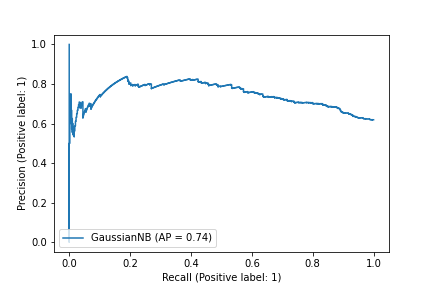 1.0
0.8
0.6
0.4
0.2
0.0
Precision (Positive label: 1)
GaussianNB (AP = 0.74)
0.0 0.2 0.4 0.6 0.8 1.0
Recall (Positive label: 1)